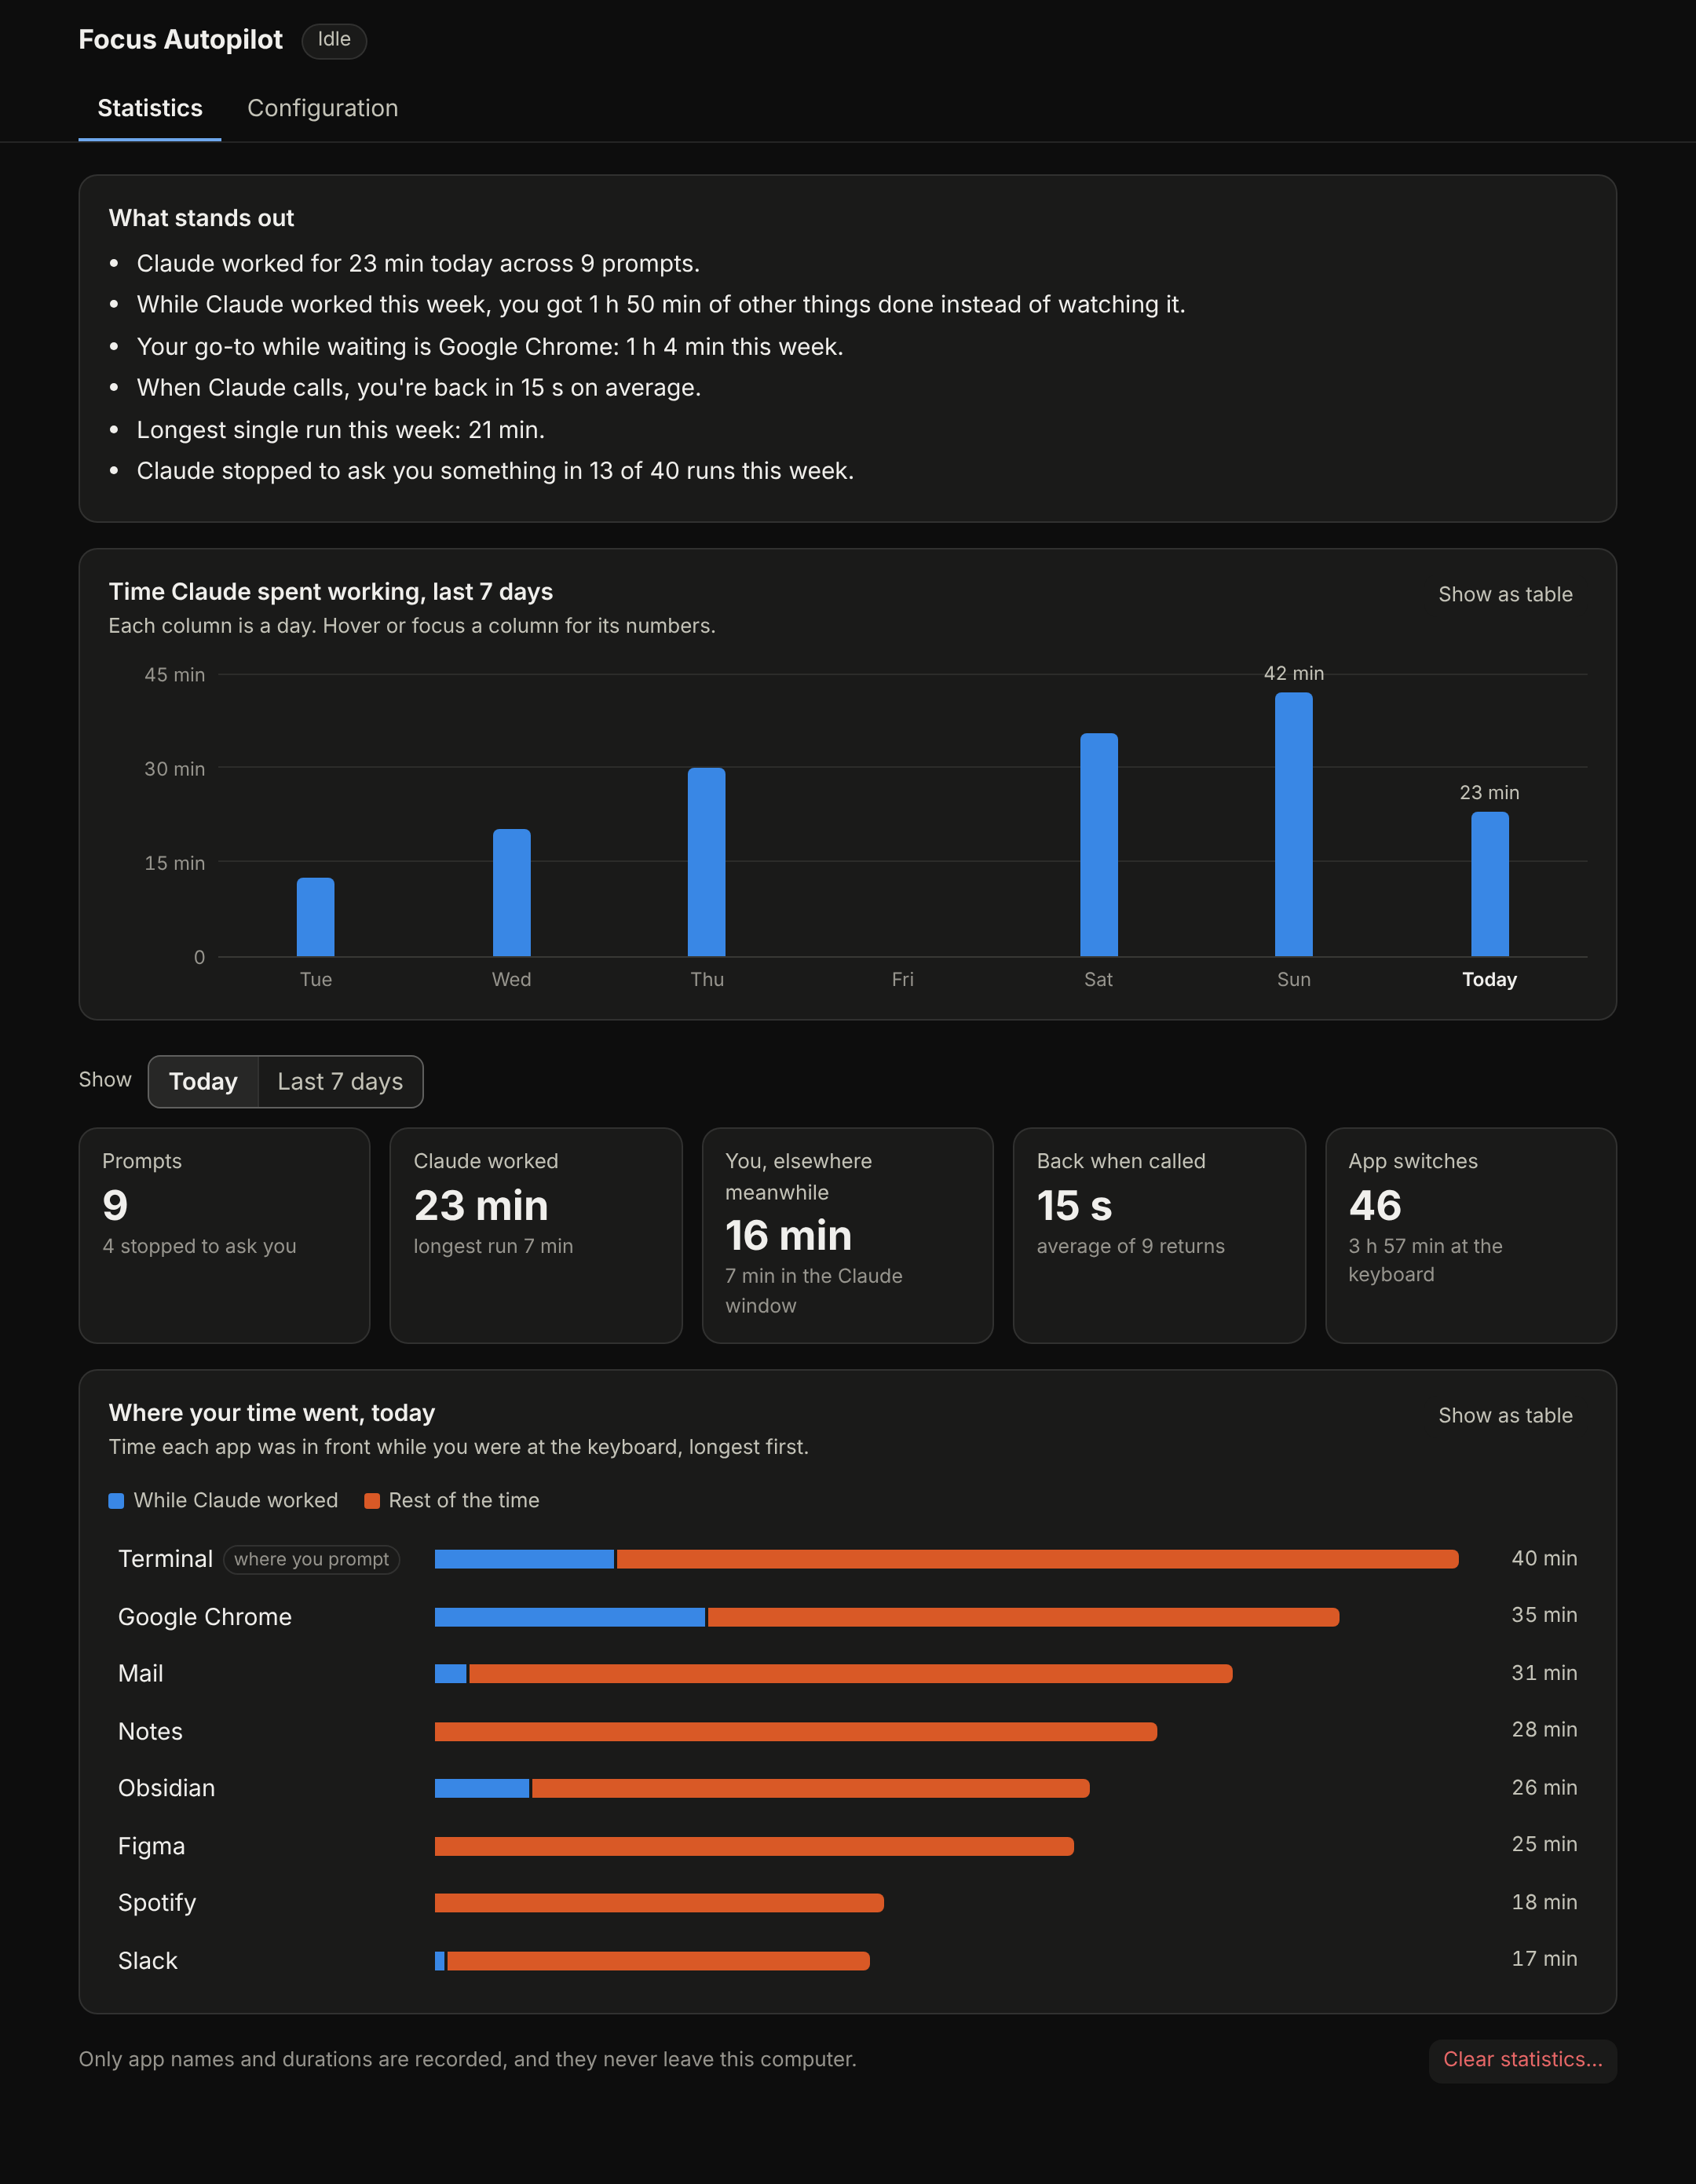 Focus Autopilot Idle
Statistics Configuration
What stands out
• Claude worked for 23 min today across 9 prompts.
• While Claude worked this week, you got 1 h 50 min of other things done instead of watching it.
• Your go-to while waiting is Google Chrome: 1 h 4 min this week.
• When Claude calls, you're back in 15 s on average.
• Longest single run this week: 21 min.
• Claude stopped to ask you something in 13 of 40 runs this week.
Time Claude spent working, last 7 days
Show as table
Each column is a day. Hover or focus a column for its numbers.
45 min
42 min
30 min
23 min
15 min
0
Tue Wed Thu Fri Sat Sun Today
Show Today Last 7 days
Prompts
9
4 stopped to ask you
Claude worked
23 min
longest run 7 min
You, elsewhere
meanwhile
16 min
7 min in the Claude
window
Back when called
15 s
average of 9 returns
App switches
46
3 h 57 min at the
keyboard
Where your time went, today
Show as table
Time each app was in front while you were at the keyboard, longest first.
While Claude worked Rest of the time
Terminal where you prompt 40 min
Google Chrome 35 min
Mail 31 min
Notes 28 min
Obsidian 26 min
Figma 25 min
Spotify 18 min
Slack 17 min
Only app names and durations are recorded, and they never leave this computer.
Clear statistics...